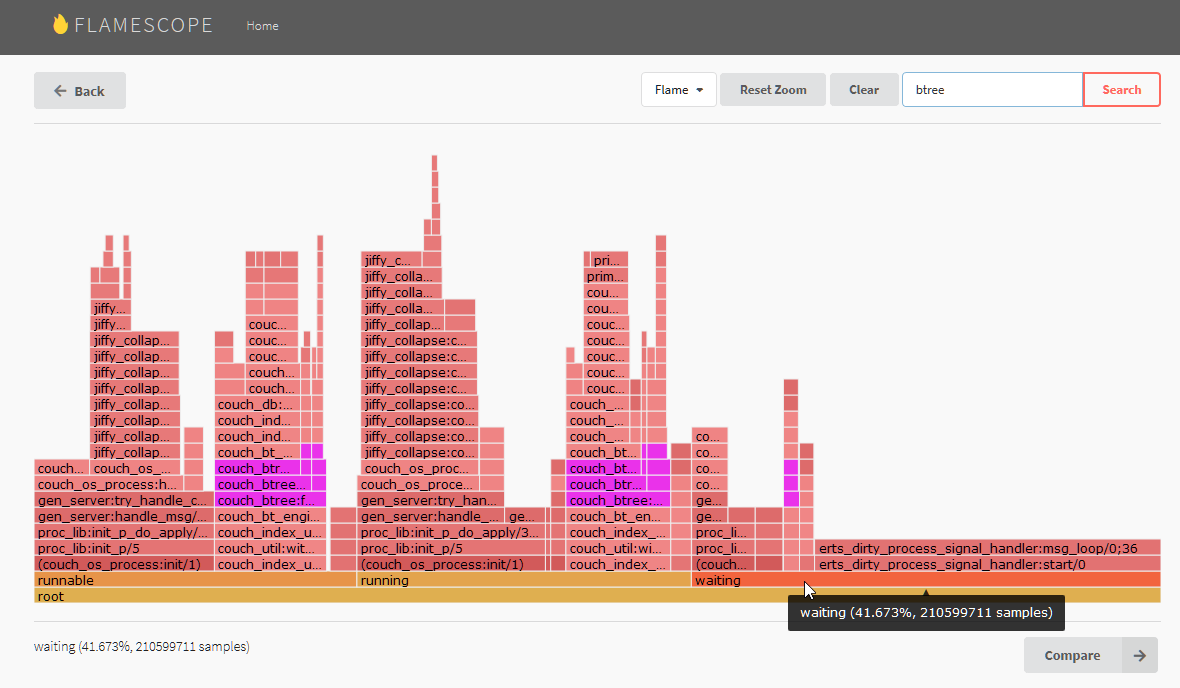 FLAMESCOPE Home
Back Flame Reset Zoom Clear btree Search
jiffy_c... pri...
jiffy_colla... prim...
jiffy_colla... cou...
jiffy... jiffy_colla... cou...
jiffy... couc... jiffy_collap... couc...
jiffy_collap... couc... jiffy_collapse:c... couc...
jiffy_collap... couc... jiffy_collapse:c... couc...
jiffy_collap... couch... jiffy_collapse:c... couc...
jiffy_collap... couch... jiffy_collapse:c... couc...
jiffy_collap... couch_db:... jiffy_collapse:co... couch_...
jiffy_collap... couch_ind... jiffy_collapse:co... couch_...
jiffy_collap... couch_ind... jiffy_collapse:co... couch_... co...
jiffy_collap... couch_bt_... jiffy_collapse:co... couch_bt... co...
couch... couch_os_... couch_btr... couch_os_proc... couch_bt... co...
couch_os_process:h... couch_btree... couch_os_proce... couch_btr... co...
gen_server:try_handle_c... couch_btree:f... gen_server:try_han... couch_btree:... ge...
gen_server:handle_msg/... couch_bt_engi... gen_server:handle_... ge... couch_bt_en... ge...
proc_lib:init_p_do_apply/... couch_index_u... proc_lib:init_p_do_apply/3... couch_index_... proc_li...
proc_lib:init_p/5 couch_util:wit... proc_lib:init_p/5 couch_util:wi... proc_li... erts_dirty_process_signal_handler:msg_loop/0;36
(couch_os_process:init/1) couch_index_u... (couch_os_process:init/1) couch_index_... (couch... erts_dirty_process_signal_handler:start/0
runnable running waiting
root
waiting (41.673%, 210599711 samples)
waiting (41.673%, 210599711 samples)
Compare